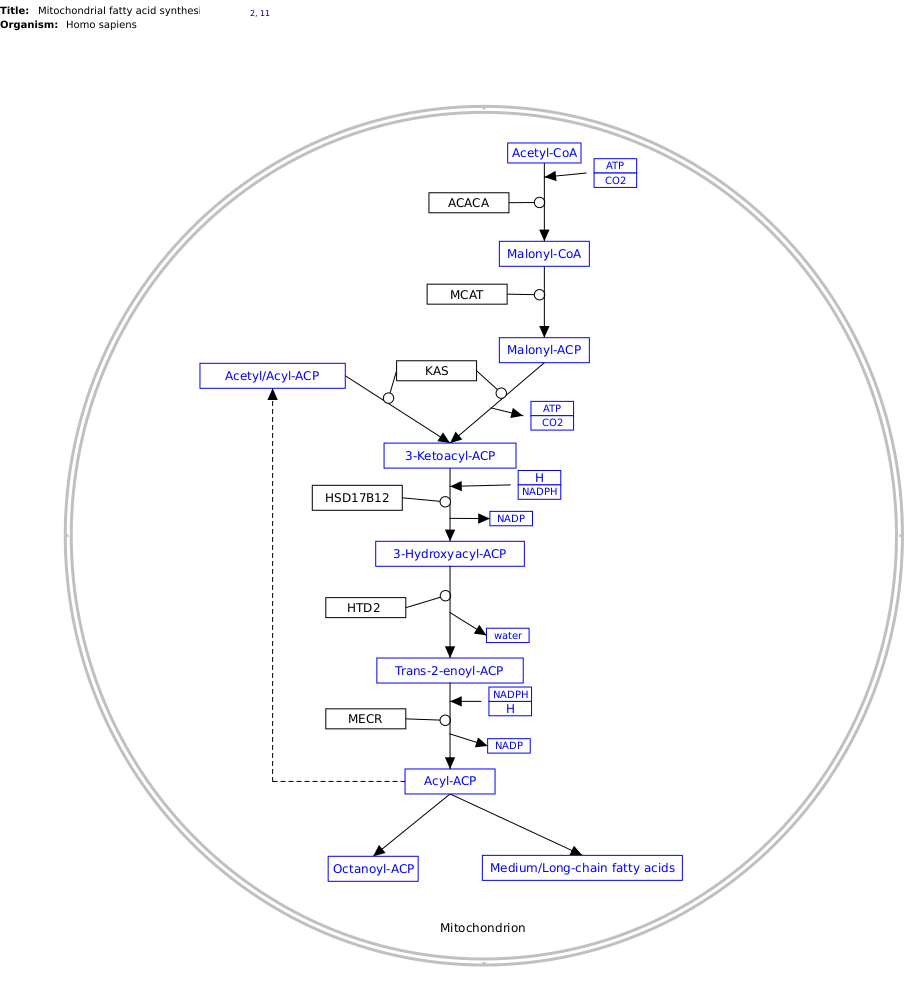 Title: Mitochondrial fatty acid synthesi
2, 11
Organism: Homo sapiens
Acetyl-CoA
ATP
CO2
ACACA
Malonyl-CoA
MCAT
Malonyl-ACP
Acetyl/Acyl-ACP
KAS
ATP
CO2
3-Ketoacyl-ACP
H
NADPH
HSD17B12
NADP
3-Hydroxyacyl-ACP
HTD2
water
Trans-2-enoyl-ACP
NADPH
H
MECR
NADP
Acyl-ACP
Octanoyl-ACP
Medium/Long-chain fatty acids
Mitochondrion